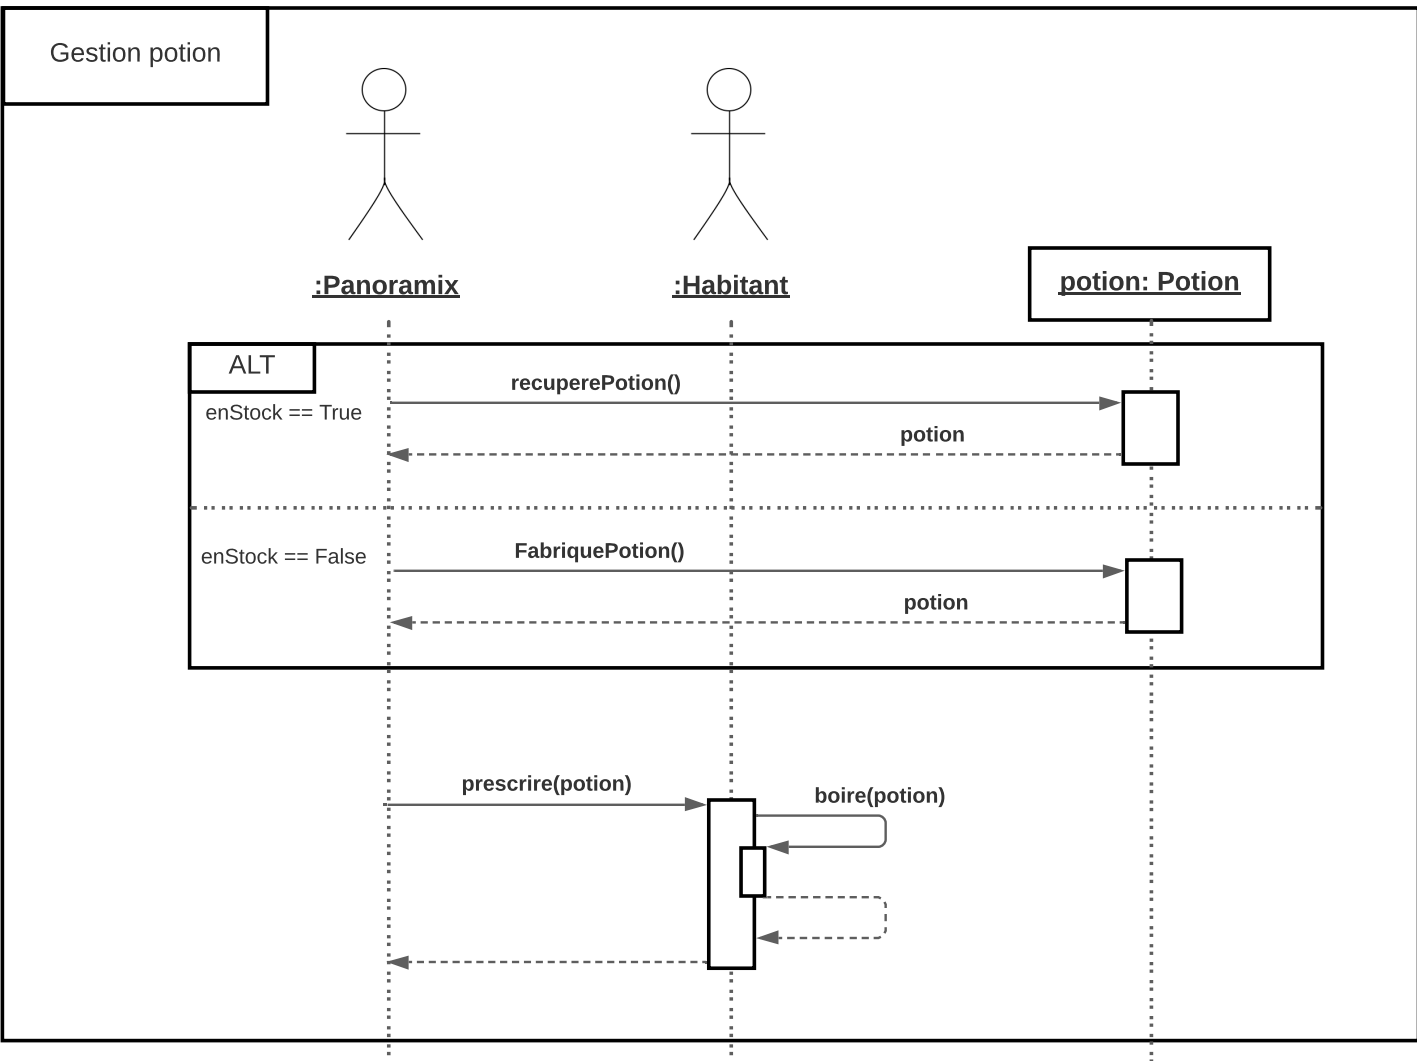 Gestion potion
:Panoramix
:Habitant
potion: Potion
ALT
recuperePotion()
enStock == True
potion
FabriquePotion()
enStock == False
potion
prescrire(potion)
boire(potion)